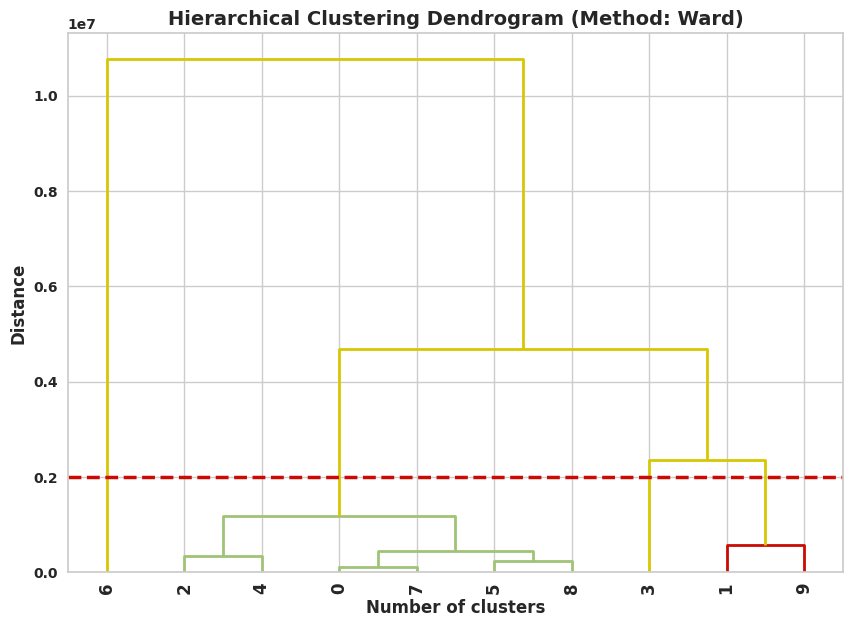 Hierarchical Clustering Dendrogram (Method: Ward)
1e7
1.0
0.8
0.6
0.4
0.2
0.0
Distance
6 2 4 0 7 5 8 3 1 9
Number of clusters